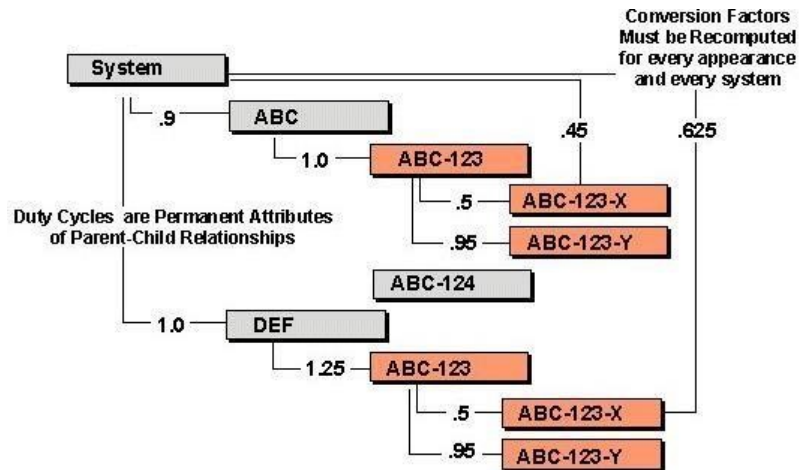 Conversion Factors
Must be Recomputed
for every appearance
and every system
System
.9
ABC
.45
.625
1.0
ABC-123
.5
ABC-123-X
Duty Cycles are Permanent Attributes
of Parent-Child Relationships
.95
ABC-123-Y
ABC-124
1.0
DEF
1.25
ABC-123
.5
ABC-123-X
.95
ABC-123-Y